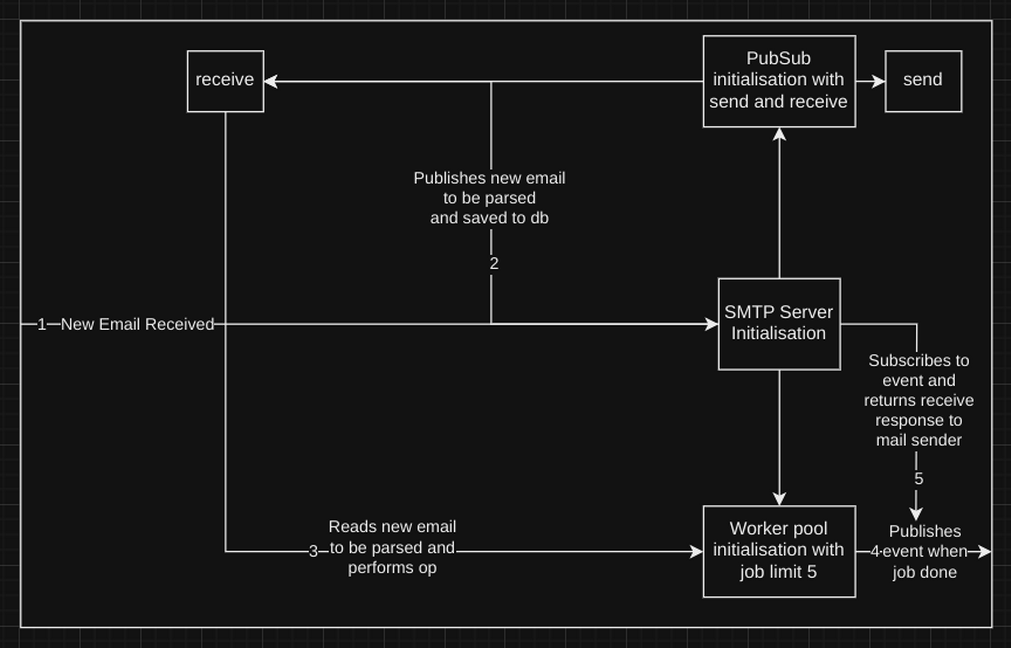 receive
PubSub
initialisation with
send and receive
send
Publishes new email
to be parsed
and saved to db
2
1
New Email Received
SMTP Server
Initialisation
Subscribes to
event and
returns receive
response to
mail sender
5
Reads new email
3
to be parsed and
performs op
Worker pool
initialisation with
job limit 5
Publishes
4
event when
job done